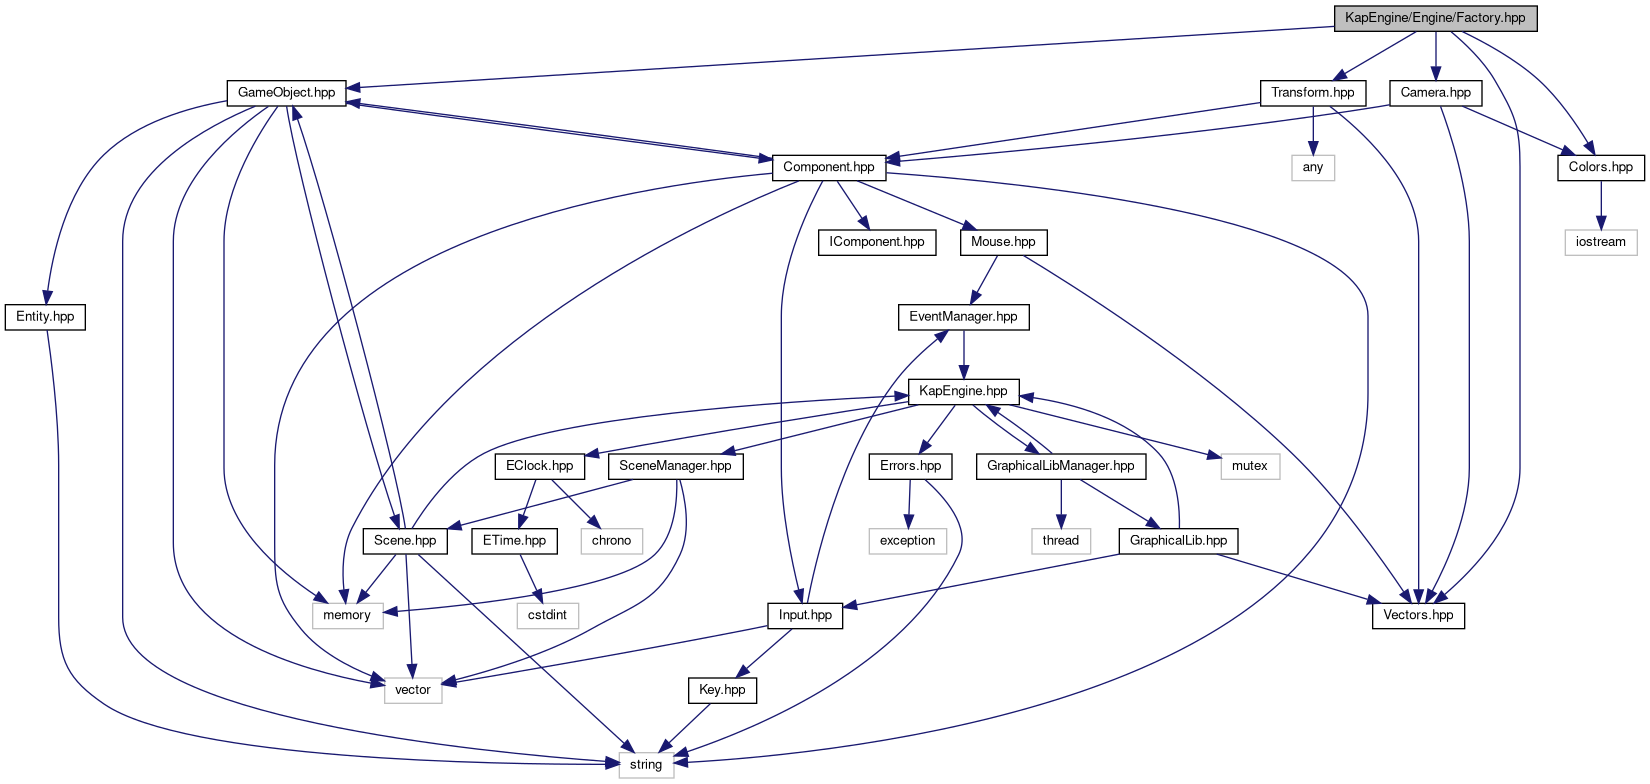 KapEngine/Engine/Factory.hpp
GameObject.hpp
Transform.hpp
Camera.hpp
Component.hpp
any
Colors.hpp
IComponent.hpp
Mouse.hpp
iostream
Entity.hpp
EventManager.hpp
KapEngine.hpp
EClock.hpp
SceneManager.hpp
Errors.hpp
GraphicalLibManager.hpp
mutex
Scene.hpp
ETime.hpp
chrono
exception
thread
GraphicalLib.hpp
memory
cstdint
Input.hpp
Vectors.hpp
vector
Key.hpp
string